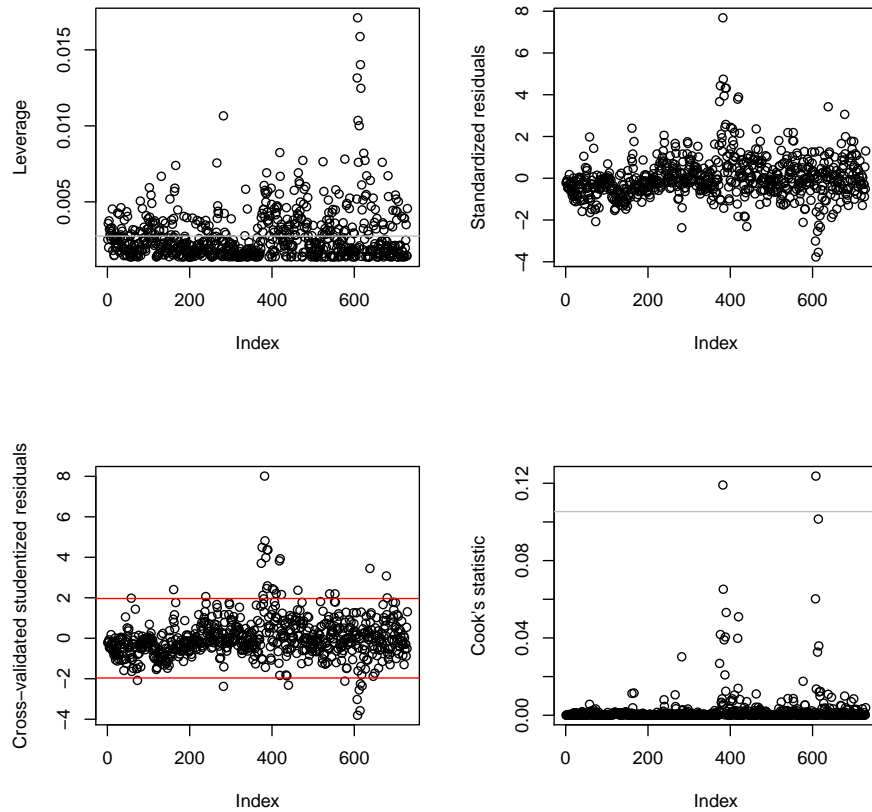 Leverage
0.005 0.010 0.015
0 200 400 600
Index
Standardized residuals
−4 −2 0 2 4 6 8
0 200 400 600
Index
Cross−validated studentized residuals
−4 −2 0 2 4 6 8
0 200 400 600
Index
Cook's statistic
0.00 0.04 0.08 0.12
0 200 400 600
Index